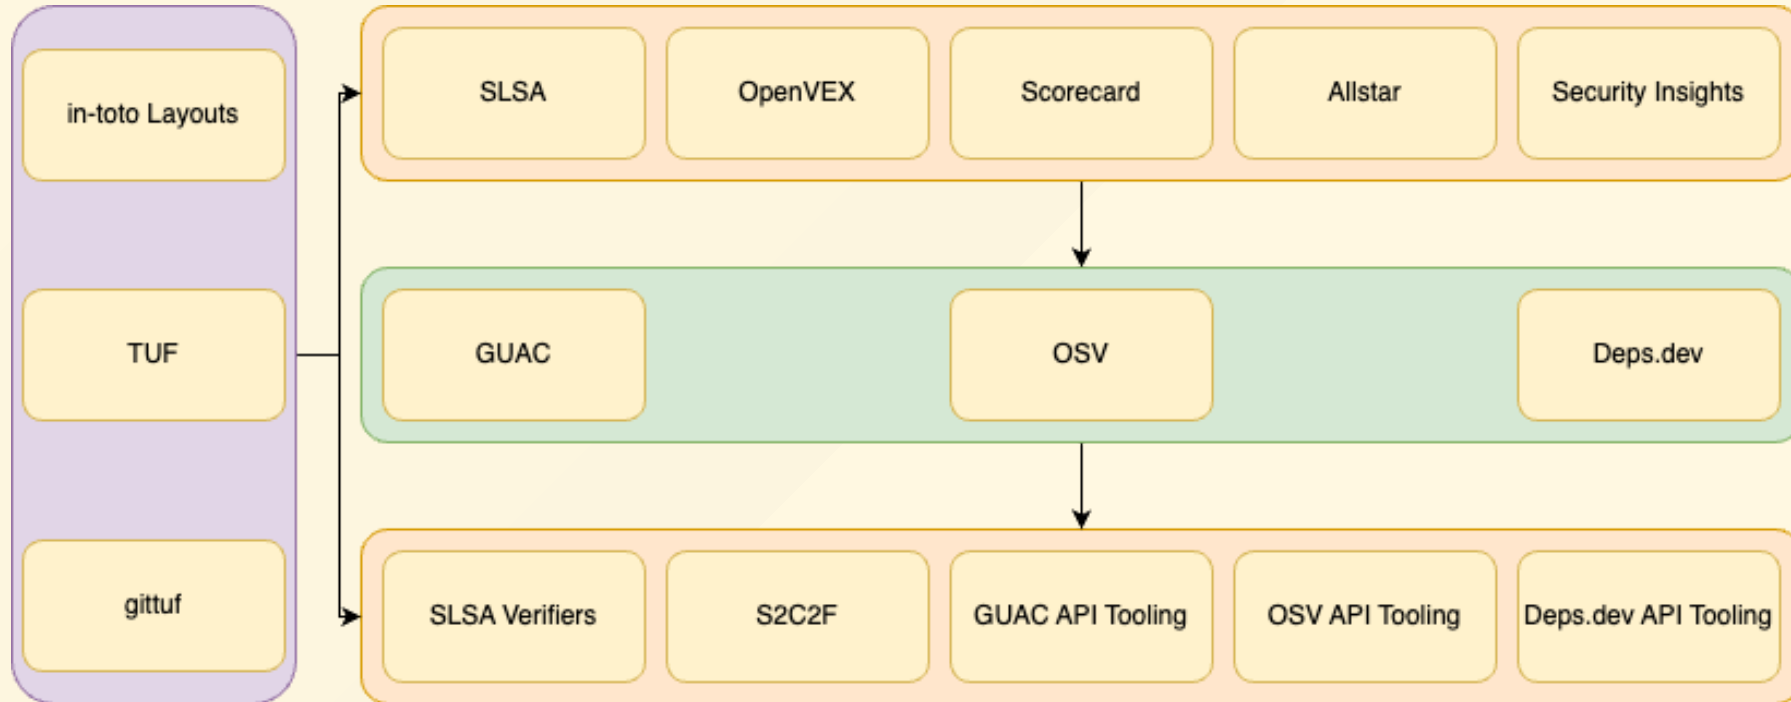 in-toto Layouts
TUF
gittuf
SLSA
OpenVEX
Scorecard
Allstar
Security Insights
GUAC
OSV
Deps.dev
SLSA Verifiers
S2C2F
GUAC API Tooling
OSV API Tooling
Deps.dev API Tooling